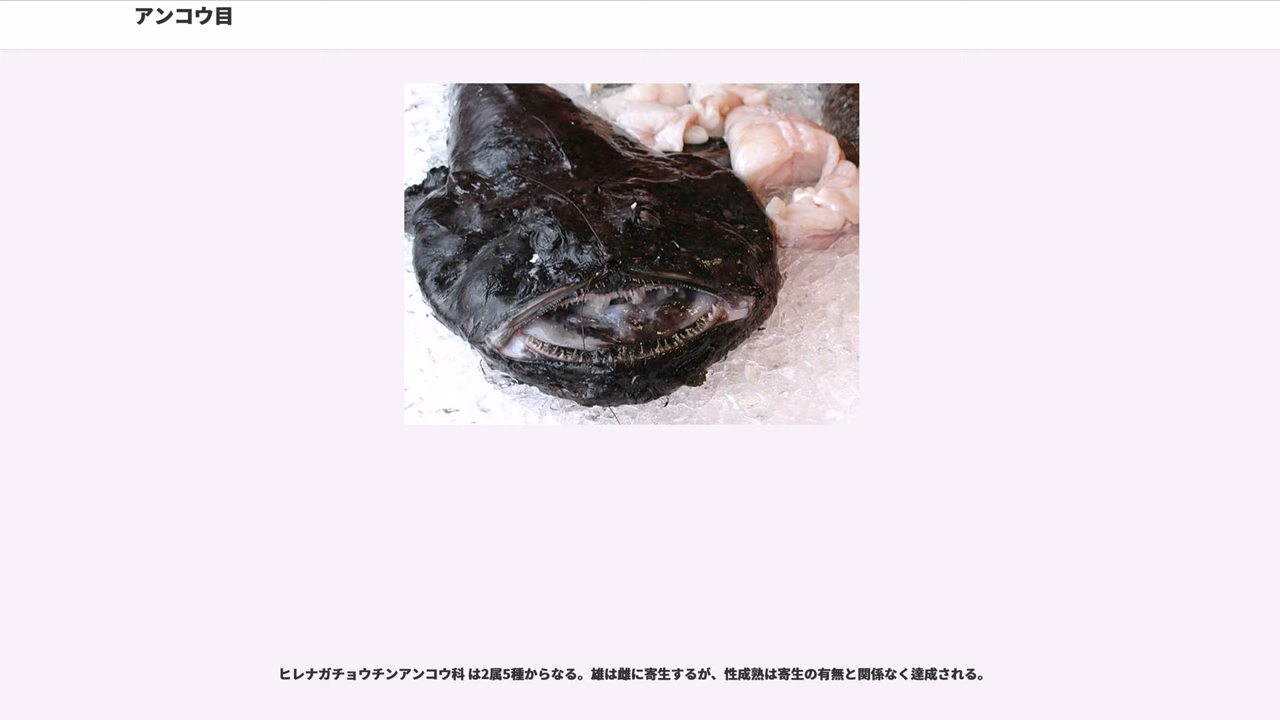 アンコウ目
ヒレナガチョウチンアンコウ科 は2属5種からなる。雄は雌に寄生するが、性成熟は寄生の有無と関係なく達成される。